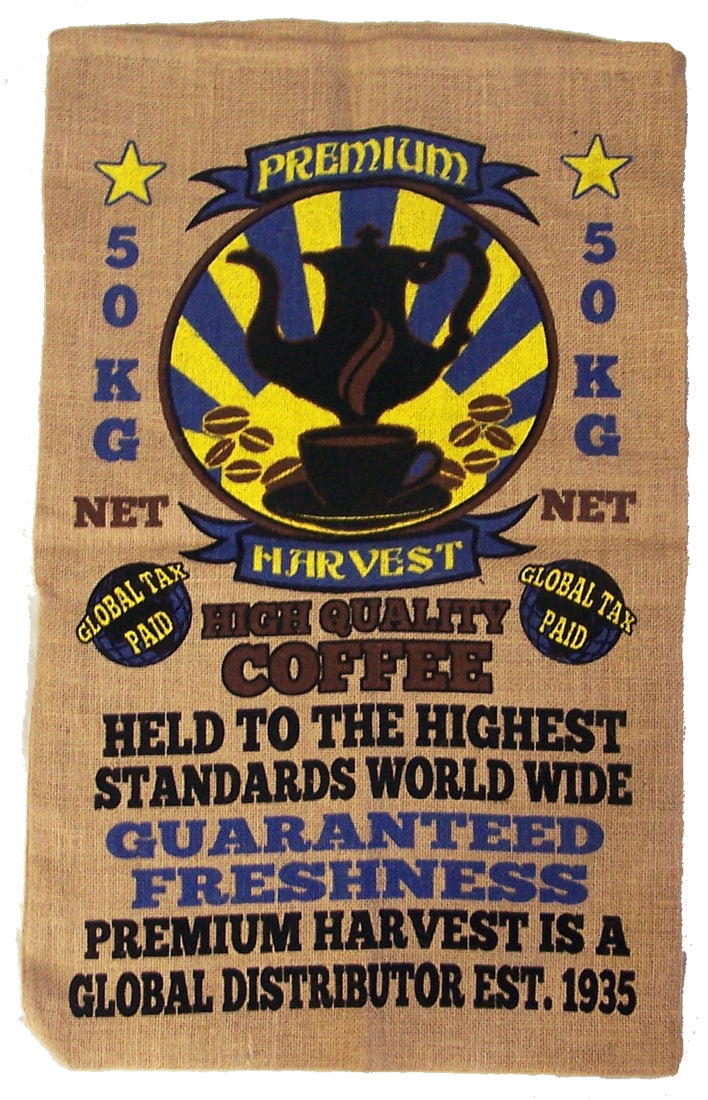 PREMIUM
50 KG
50 KG
NET
NET
HARVEST
GLOBAL TAX
PAID
GLOBAL TAX
PAID
HIGH QUALITY
COFFEE
HELD TO THE HIGHEST
STANDARDS WORLD WIDE
GUARANTEED
FRESHNESS
PREMIUM HARVEST IS A
GLOBAL DISTRIBUTOR EST. 1935